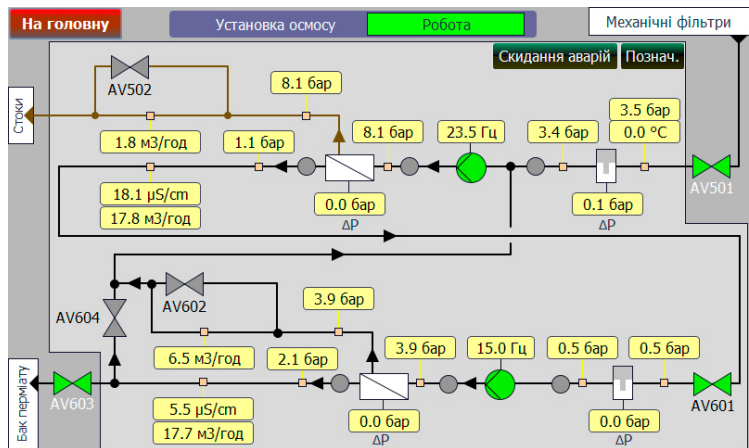 На головну
Установка осмосу
Робота
Механічні фільтри
Скидання аварій
Познач.
AV502
8.1 бар
Стоки
1.8 м3/год
1.1 бар
8.1 бар
23.5 Гц
3.4 бар
3.5 бар
0.0 °C
AV501
18.1 µS/cm
17.8 м3/год
0.0 бар
ΔP
0.1 бар
ΔP
AV602
3.9 бар
AV604
6.5 м3/год
2.1 бар
3.9 бар
15.0 Гц
0.5 бар
0.5 бар
Бак перміату
AV603
AV601
5.5 µS/cm
17.7 м3/год
0.0 бар
ΔP
0.0 бар
ΔP